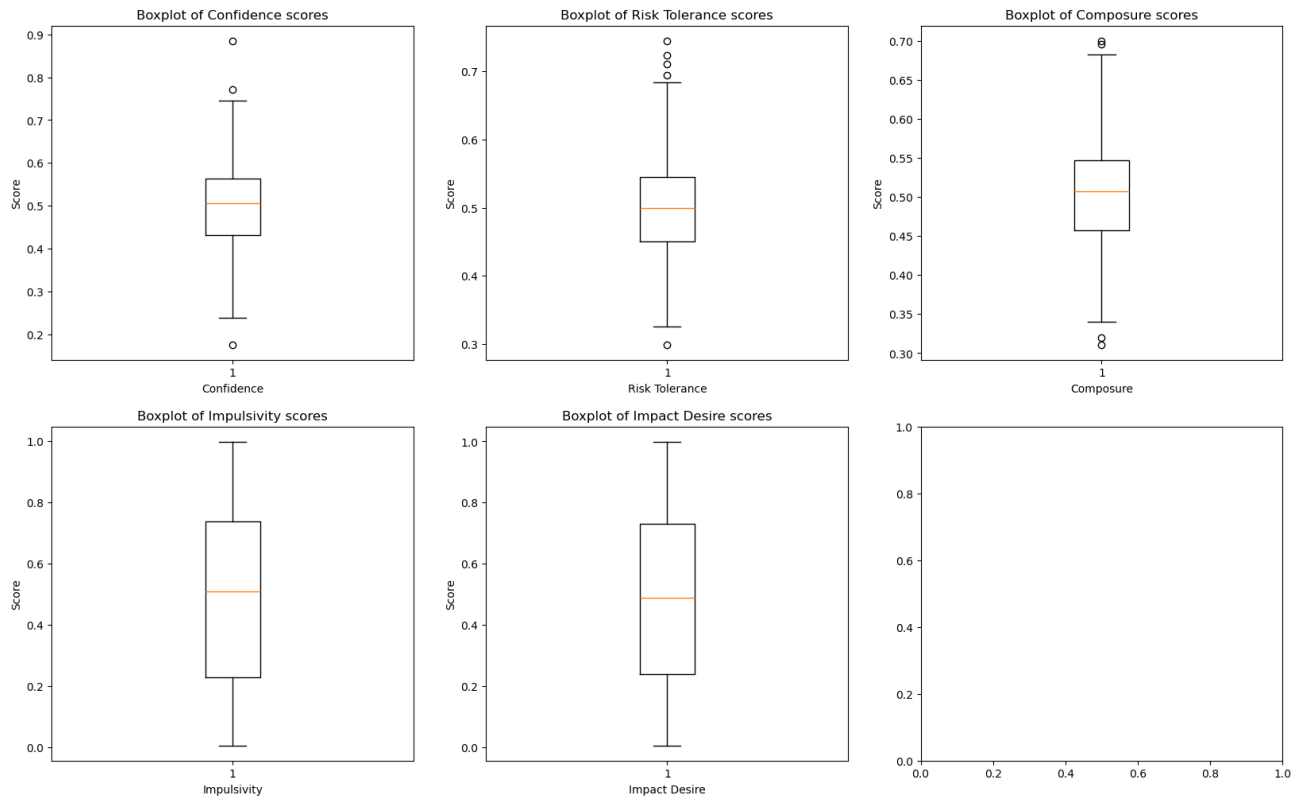 Boxplot of Confidence scores
0.9
0.8
0.7
0.6
0.5
0.4
0.3
0.2
Score
1
Confidence
Boxplot of Risk Tolerance scores
0.7
0.6
0.5
0.4
0.3
Score
1
Risk Tolerance
Boxplot of Composure scores
0.70
0.65
0.60
0.55
0.50
0.45
0.40
0.35
0.30
Score
1
Composure
Boxplot of Impulsivity scores
1.0
0.8
0.6
0.4
0.2
0.0
Score
1
Impulsivity
Boxplot of Impact Desire scores
1.0
0.8
0.6
0.4
0.2
0.0
Score
1
Impact Desire
1.0
0.8
0.6
0.4
0.2
0.0
0.0 0.2 0.4 0.6 0.8 1.0